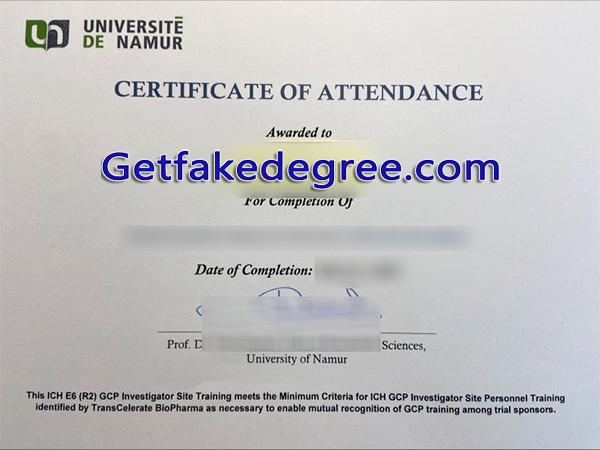 UNIVERSITÉ
DE NAMUR
CERTIFICATE OF ATTENDANCE
Awarded to
Getfakedegree.com
For Completion Of
Date of Completion:
Prof. D
Sciences,
University of Namur
This ICH E6 (R2) GCP Investigator Site Training meets the Minimum Criteria for ICH GCP Investigator Site Personnel Training
identified by TransCelerate BioPharma as necessary to enable mutual recognition of GCP training among trial sponsors.